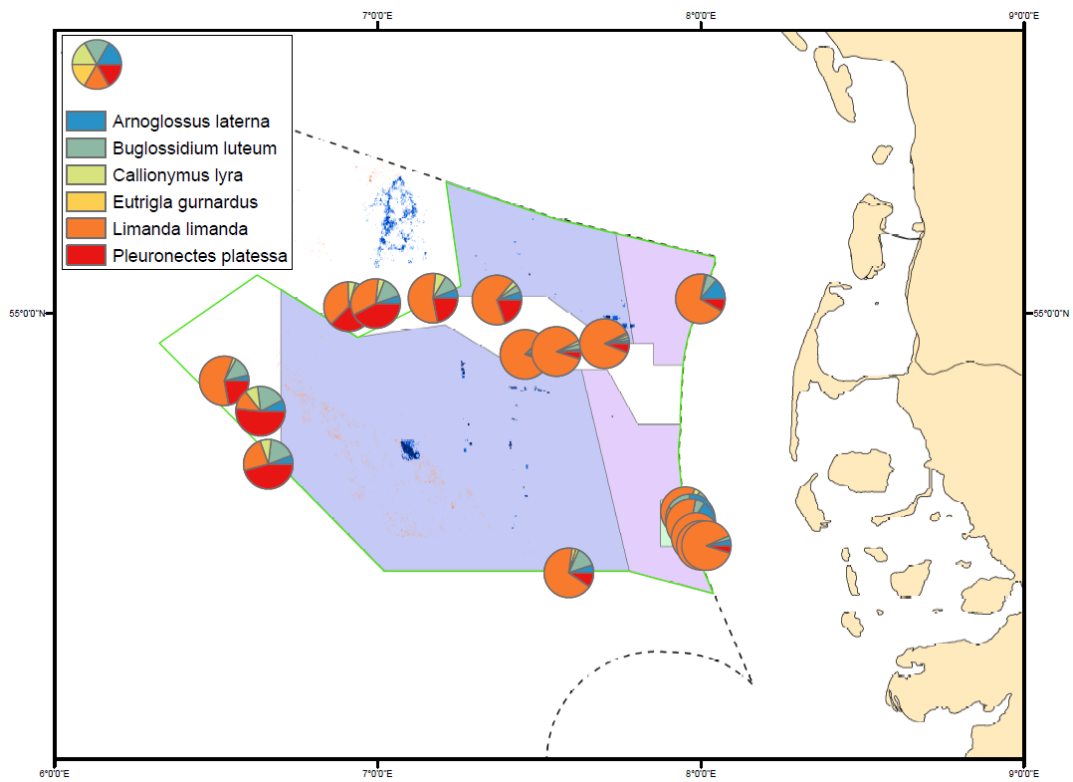 7°0'0"E
8°0'0"E
9°0'0"E
Arnoglossus laterna
Buglossidium luteum
Callionymus lyra
Eutrigla gurnardus
Limanda limanda
Pleuronectes platessa
55°0'0"N
55°0'0"N
6°0'0"E
7°0'0"E
8°0'0"E
9°0'0"E